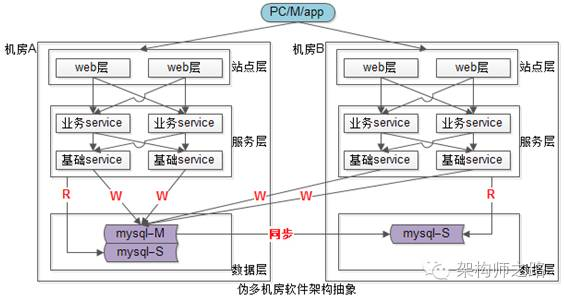 PC/M/app
机房A
机房B
web层
web层
站点层
web层
web层
站点层
业务service
业务service
业务service
业务service
服务层
服务层
基础service
基础service
基础service
基础service
R
W
W
W
W
R
mysql-M
同步
mysql-S
mysql-S
数据层
数据层
架构师之路
伪多机房软件架构抽象